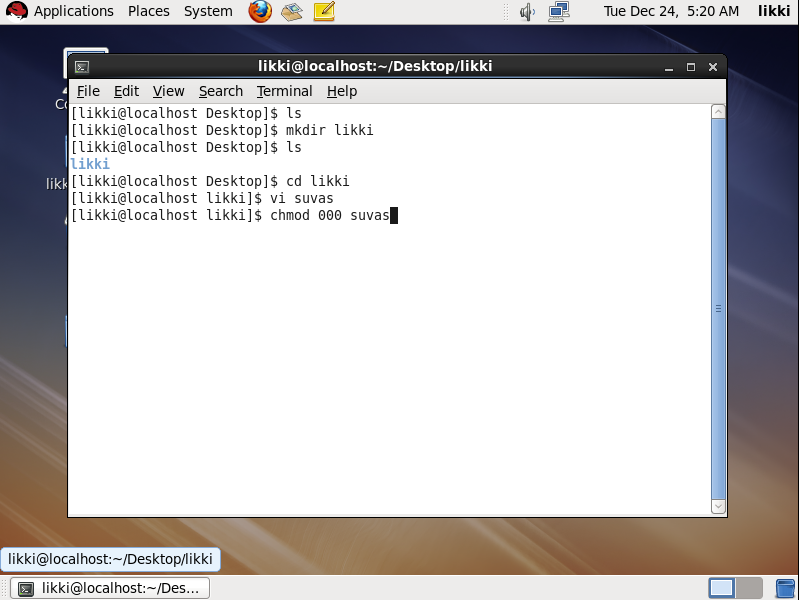 Applications Places System Tue Dec 24, 5:20 AM likki
likki@localhost:~/Desktop/likki
File Edit View Search Terminal Help
[likki@localhost Desktop]$ ls
[likki@localhost Desktop]$ mkdir likki
[likki@localhost Desktop]$ ls
likki
[likki@localhost Desktop]$ cd likki
[likki@localhost likki]$ vi suvas
[likki@localhost likki]$ chmod 000 suvas
likki@localhost:~/Desktop/likki
likki@localhost:~/Des...